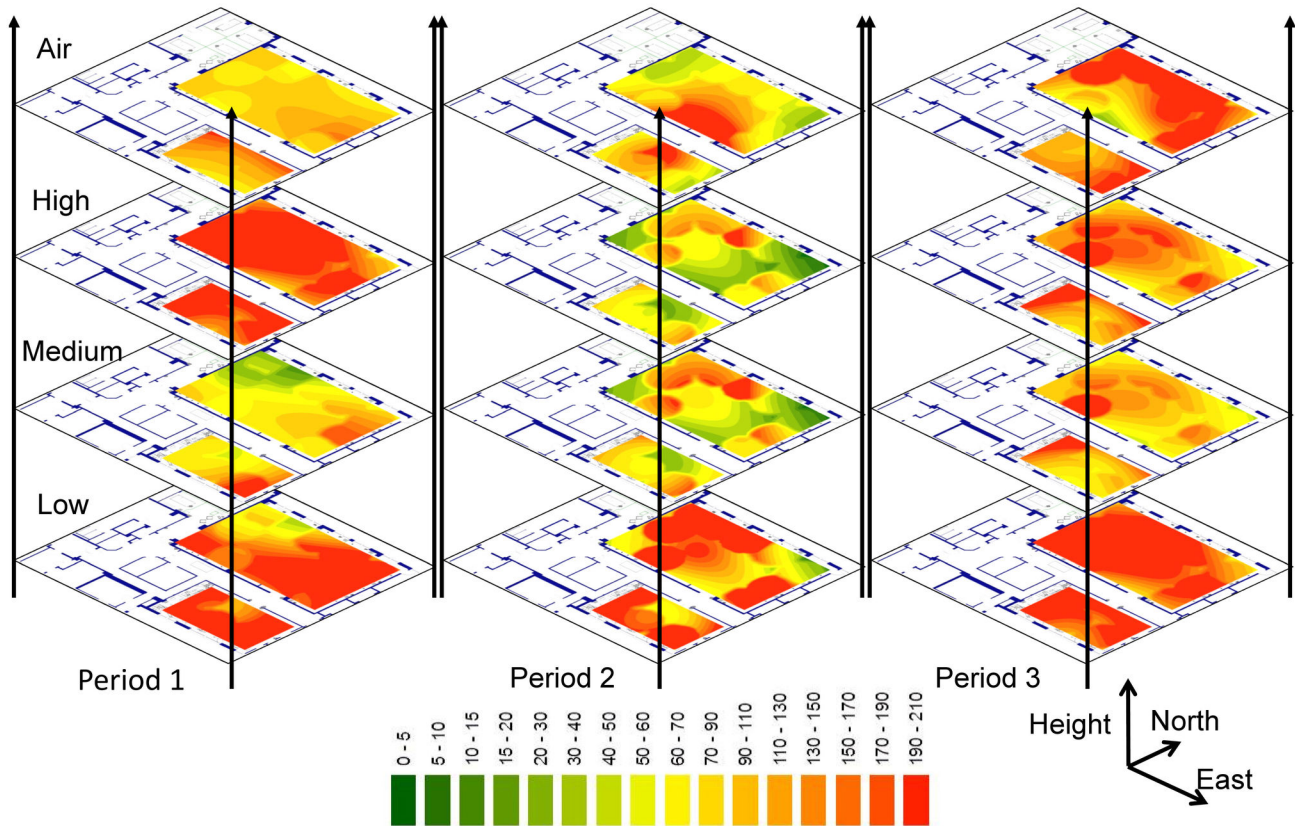 Air
High
Medium
Low
Period 1
Period 2
Period 3
Height
North
East
0 - 5
5 - 10
10 - 15
15 - 20
20 - 30
30 - 40
40 - 50
50 - 60
60 - 70
70 - 90
90 - 110
110 - 130
130 - 150
150 - 170
170 - 190
190 - 210